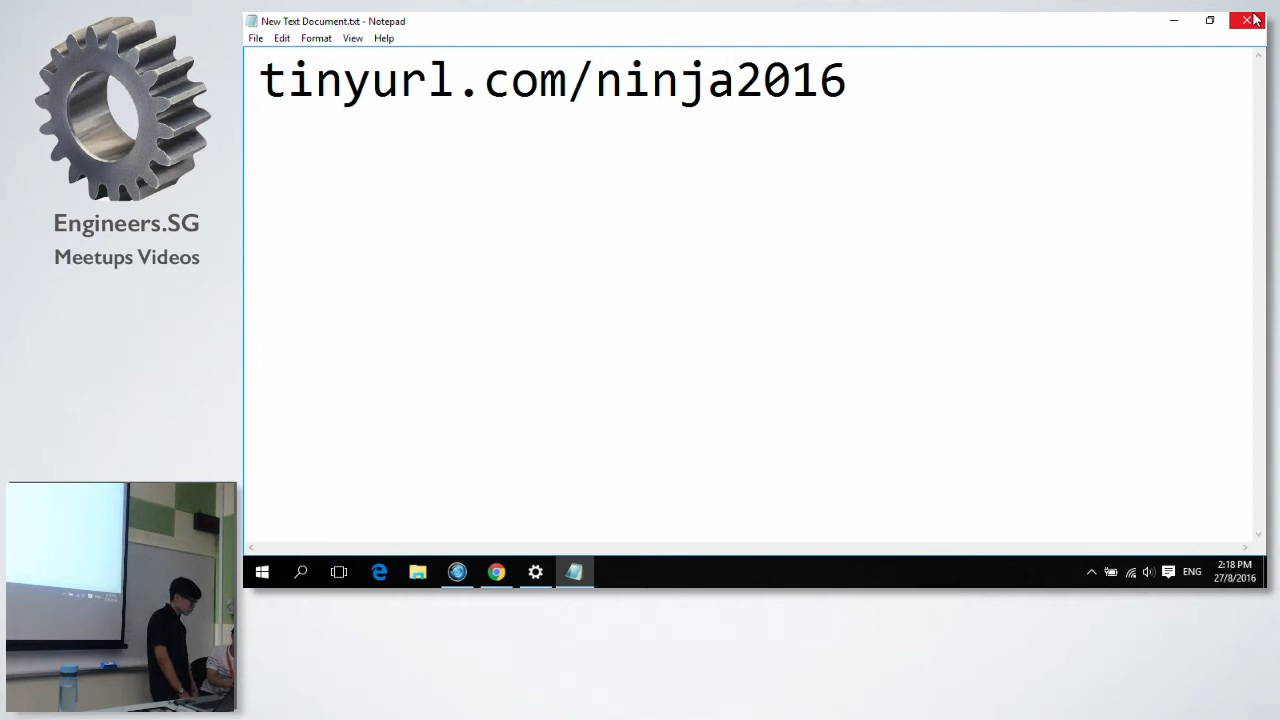 New Text Document.txt - Notepad
File Edit Format View Help
tinyurl.com/ninja2016
Engineers.SG
Meetups Videos
ENG
2:18 PM
27/8/2016